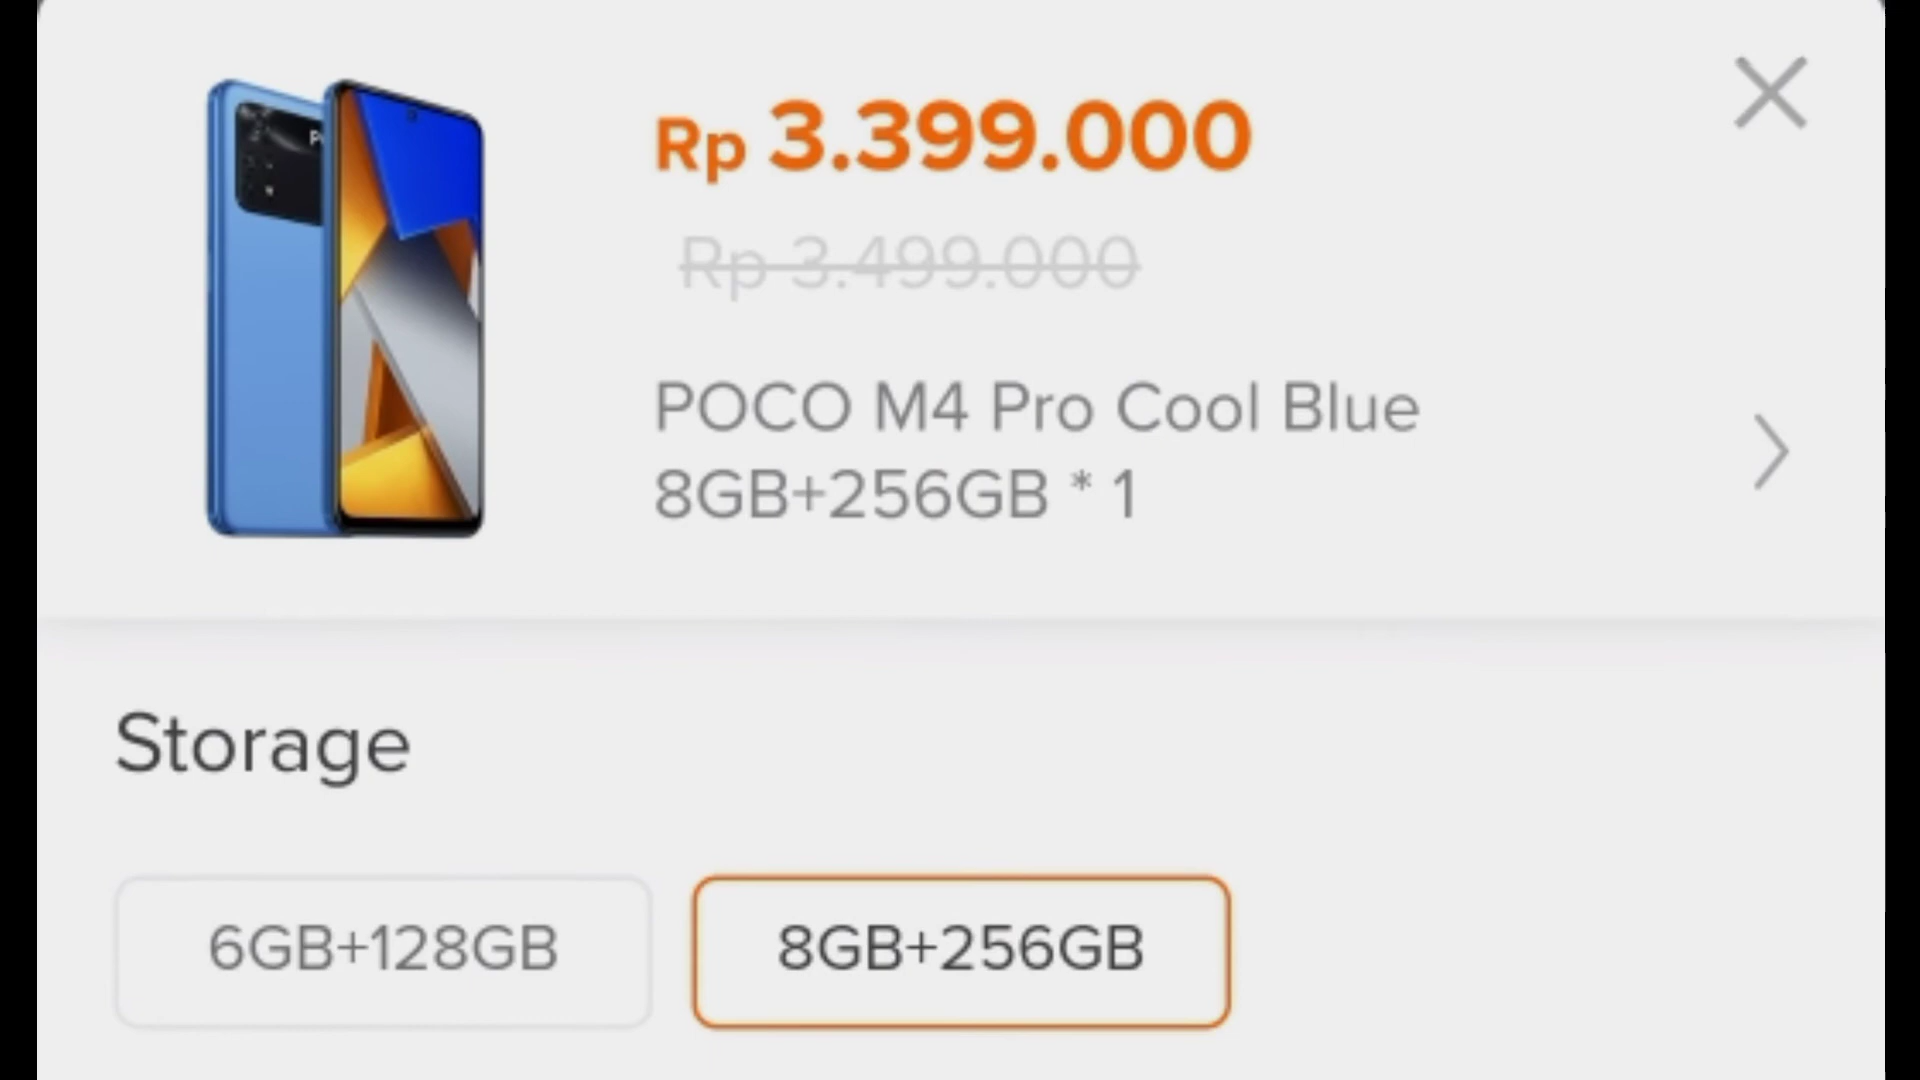 Rp 3.399.000
Rp 3.499.000
POCO M4 Pro Cool Blue
8GB+256GB * 1
Storage
6GB+128GB
8GB+256GB